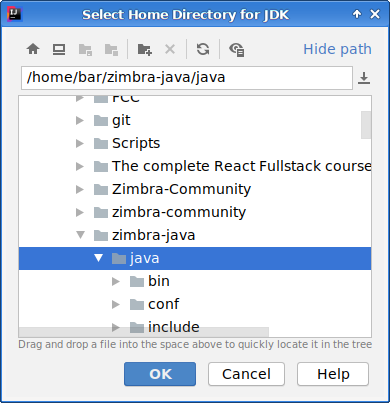 Select Home Directory for JDK
Hide path
/home/bar/zimbra-java/java
FCC
git
Scripts
The complete React Fullstack course
Zimbra-Community
zimbra-community
zimbra-java
java
bin
conf
include
Drag and drop a file into the space above to quickly locate it in the tree
OK Cancel Help